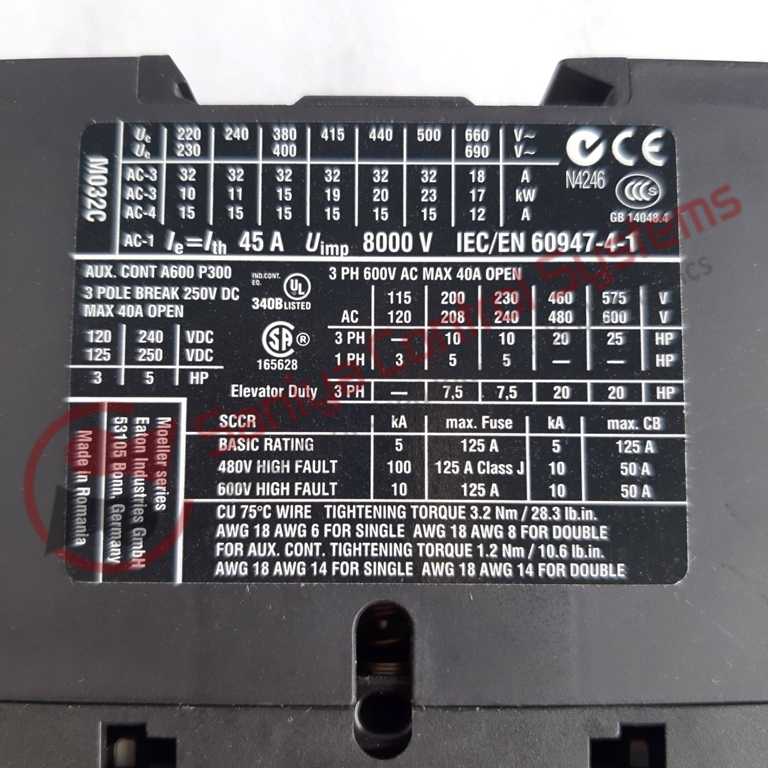 M032C
Ue 220 240 380 415 440 500 660 V~
Ue 230 400 690 V~
AC-3 32 32 32 32 32 32 18 A
AC-3 10 11 15 19 20 23 17 kW
AC-4 15 15 15 15 15 15 12 A
AC-1 Ie=Ith 45 A Uimp 8000 V IEC/EN 60947-4-1
N4246
CE
CCC S
GB 14048.4
AUX. CONT A600 P300
3 POLE BREAK 250V DC
MAX 40A OPEN
120 240 VDC
125 250 VDC
3 5 HP
IND.CONT. EQ.
UL
340B LISTED
SA ®
165628
3 PH 600V AC MAX 40A OPEN
115 200 230 460 575 V
AC 120 208 240 480 600 V
3 PH — 10 10 20 25 HP
1 PH 3 5 5 — — HP
Elevator Duty 3 PH — 7,5 7,5 20 20 HP
SCCR kA max. Fuse kA max. CB
BASIC RATING 5 125 A 5 125 A
480V HIGH FAULT 100 125 A Class J 10 50 A
600V HIGH FAULT 10 125 A 10 50 A
CU 75°C WIRE TIGHTENING TORQUE 3.2 Nm / 28.3 lb.in.
AWG 18 AWG 6 FOR SINGLE AWG 18 AWG 8 FOR DOUBLE
FOR AUX. CONT. TIGHTENING TORQUE 1.2 Nm / 10.6 lb.in.
AWG 18 AWG 14 FOR SINGLE AWG 18 AWG 14 FOR DOUBLE
Moeller series
Eaton Industries GmbH
53105 Bonn, Germany
Made in Romania
Saniya Control Systems